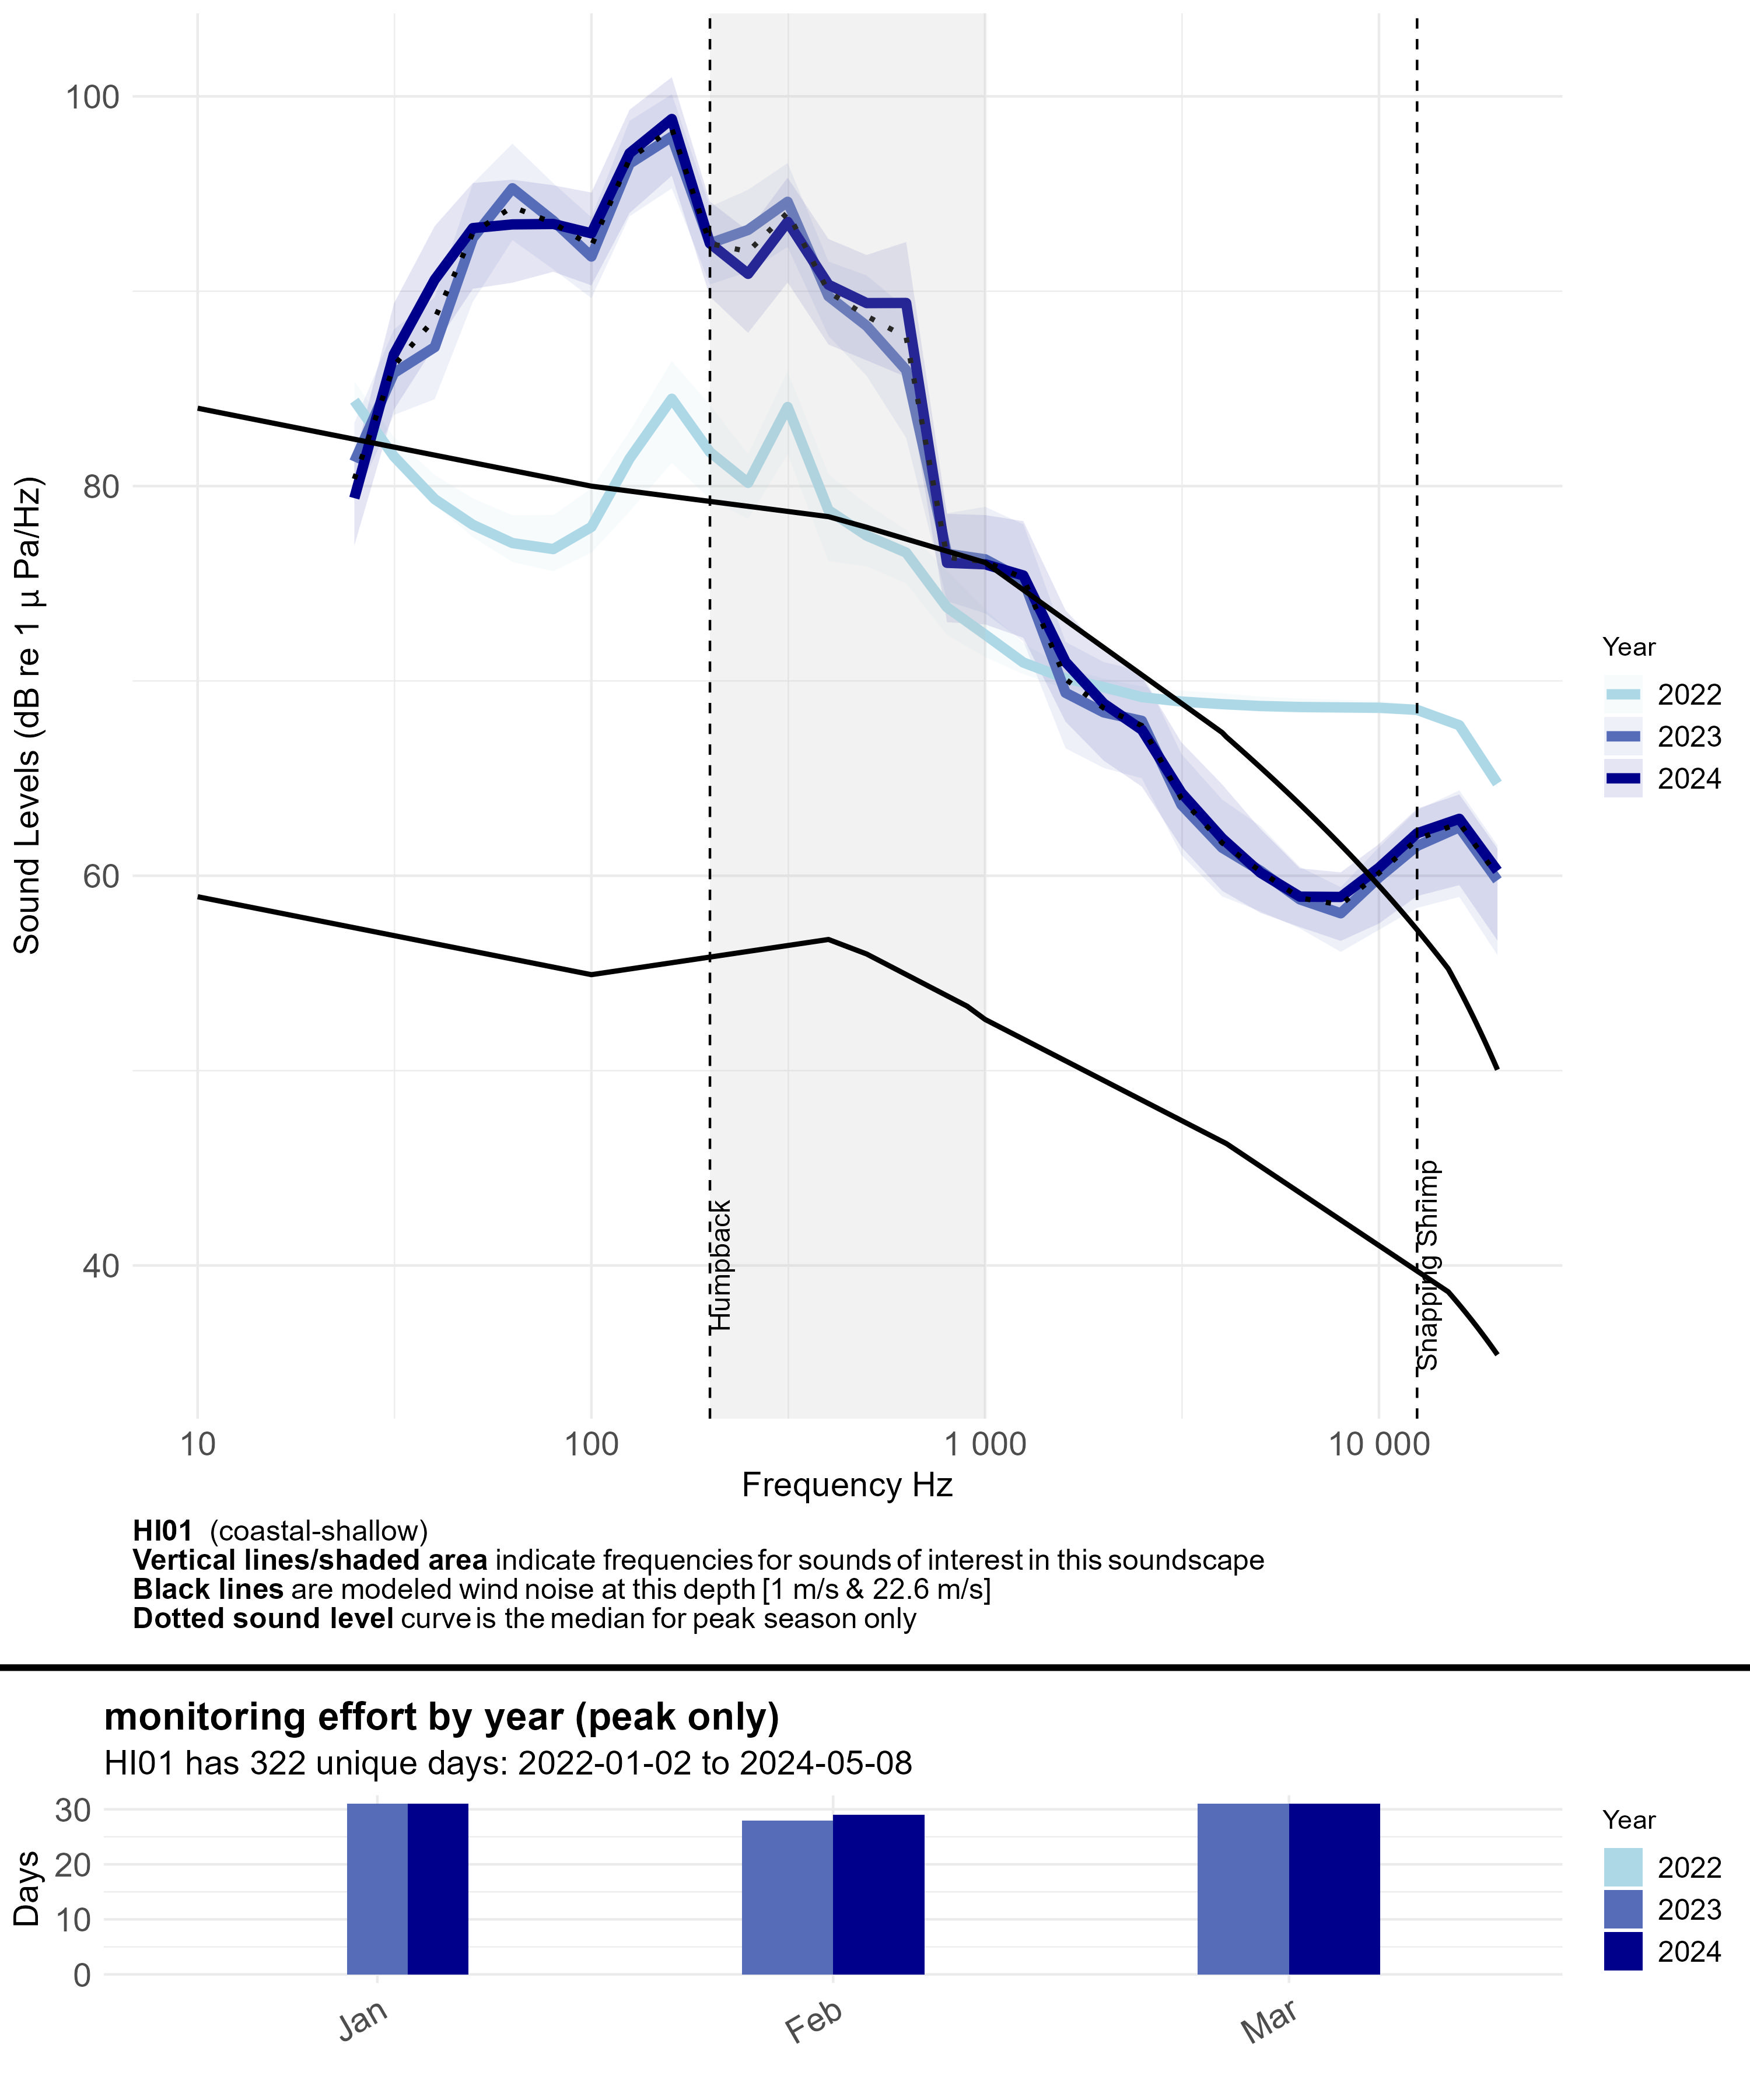 100
80
60
40
Sound Levels (dB re 1 µ Pa/Hz)
Humpback
Snapping Shrimp
10
100
1 000
10 000
Frequency Hz
Year
2022
2023
2024
HI01 (coastal-shallow)
Vertical lines/shaded area indicate frequencies for sounds of interest in this soundscape
Black lines are modeled wind noise at this depth [1 m/s & 22.6 m/s]
Dotted sound level curve is the median for peak season only
monitoring effort by year (peak only)
HI01 has 322 unique days: 2022-01-02 to 2024-05-08
30
20
10
0
Days
Jan
Feb
Mar
Year
2022
2023
2024